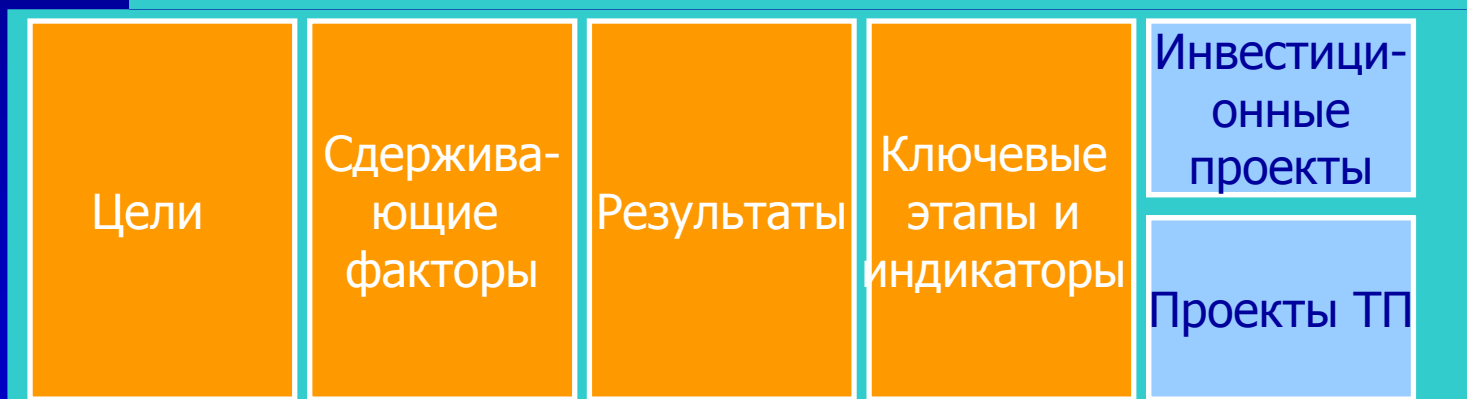 Цели
Сдержива-
ющие
факторы
Результаты
Ключевые
этапы и
индикаторы
Инвестици-
онные
проекты
Проекты ТП